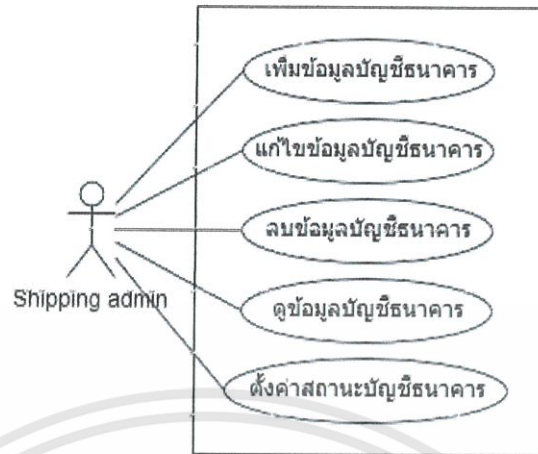 เพิ่มข้อมูลบัญชีธนาคาร
แก้ไขข้อมูลบัญชีธนาคาร
ลบข้อมูลบัญชีธนาคาร
ดูข้อมูลบัญชีธนาคาร
ตั้งค่าสถานะบัญชีธนาคาร
Shipping admin